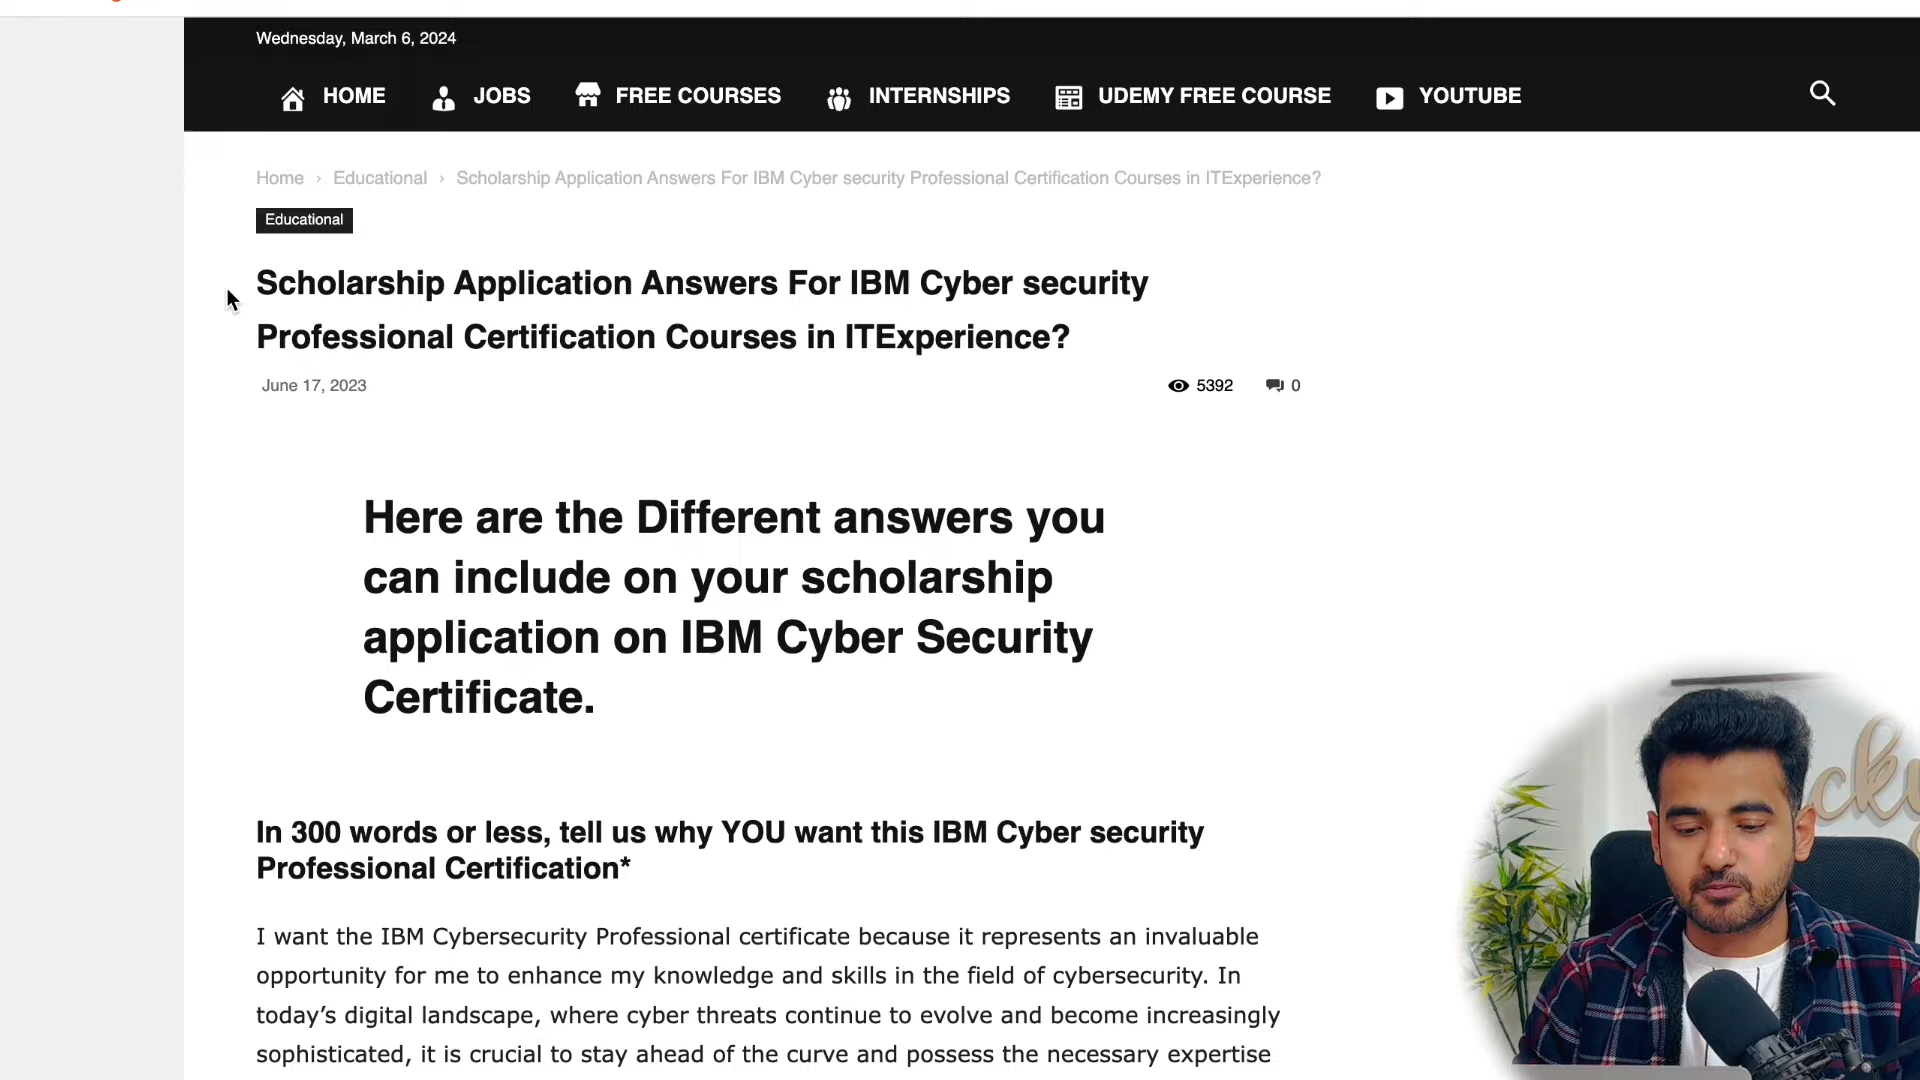 Wednesday, March 6, 2024
HOME JOBS FREE COURSES INTERNSHIPS UDEMY FREE COURSE YOUTUBE
Home › Educational › Scholarship Application Answers For IBM Cyber security Professional Certification Courses in ITExperience?
Educational
Scholarship Application Answers For IBM Cyber security
Professional Certification Courses in ITExperience?
June 17, 2023 5392 0
Here are the Different answers you
can include on your scholarship
application on IBM Cyber Security
Certificate.
In 300 words or less, tell us why YOU want this IBM Cyber security
Professional Certification*
I want the IBM Cybersecurity Professional certificate because it represents an invaluable
opportunity for me to enhance my knowledge and skills in the field of cybersecurity. In
today’s digital landscape, where cyber threats continue to evolve and become increasingly
sophisticated, it is crucial to stay ahead of the curve and possess the necessary expertise